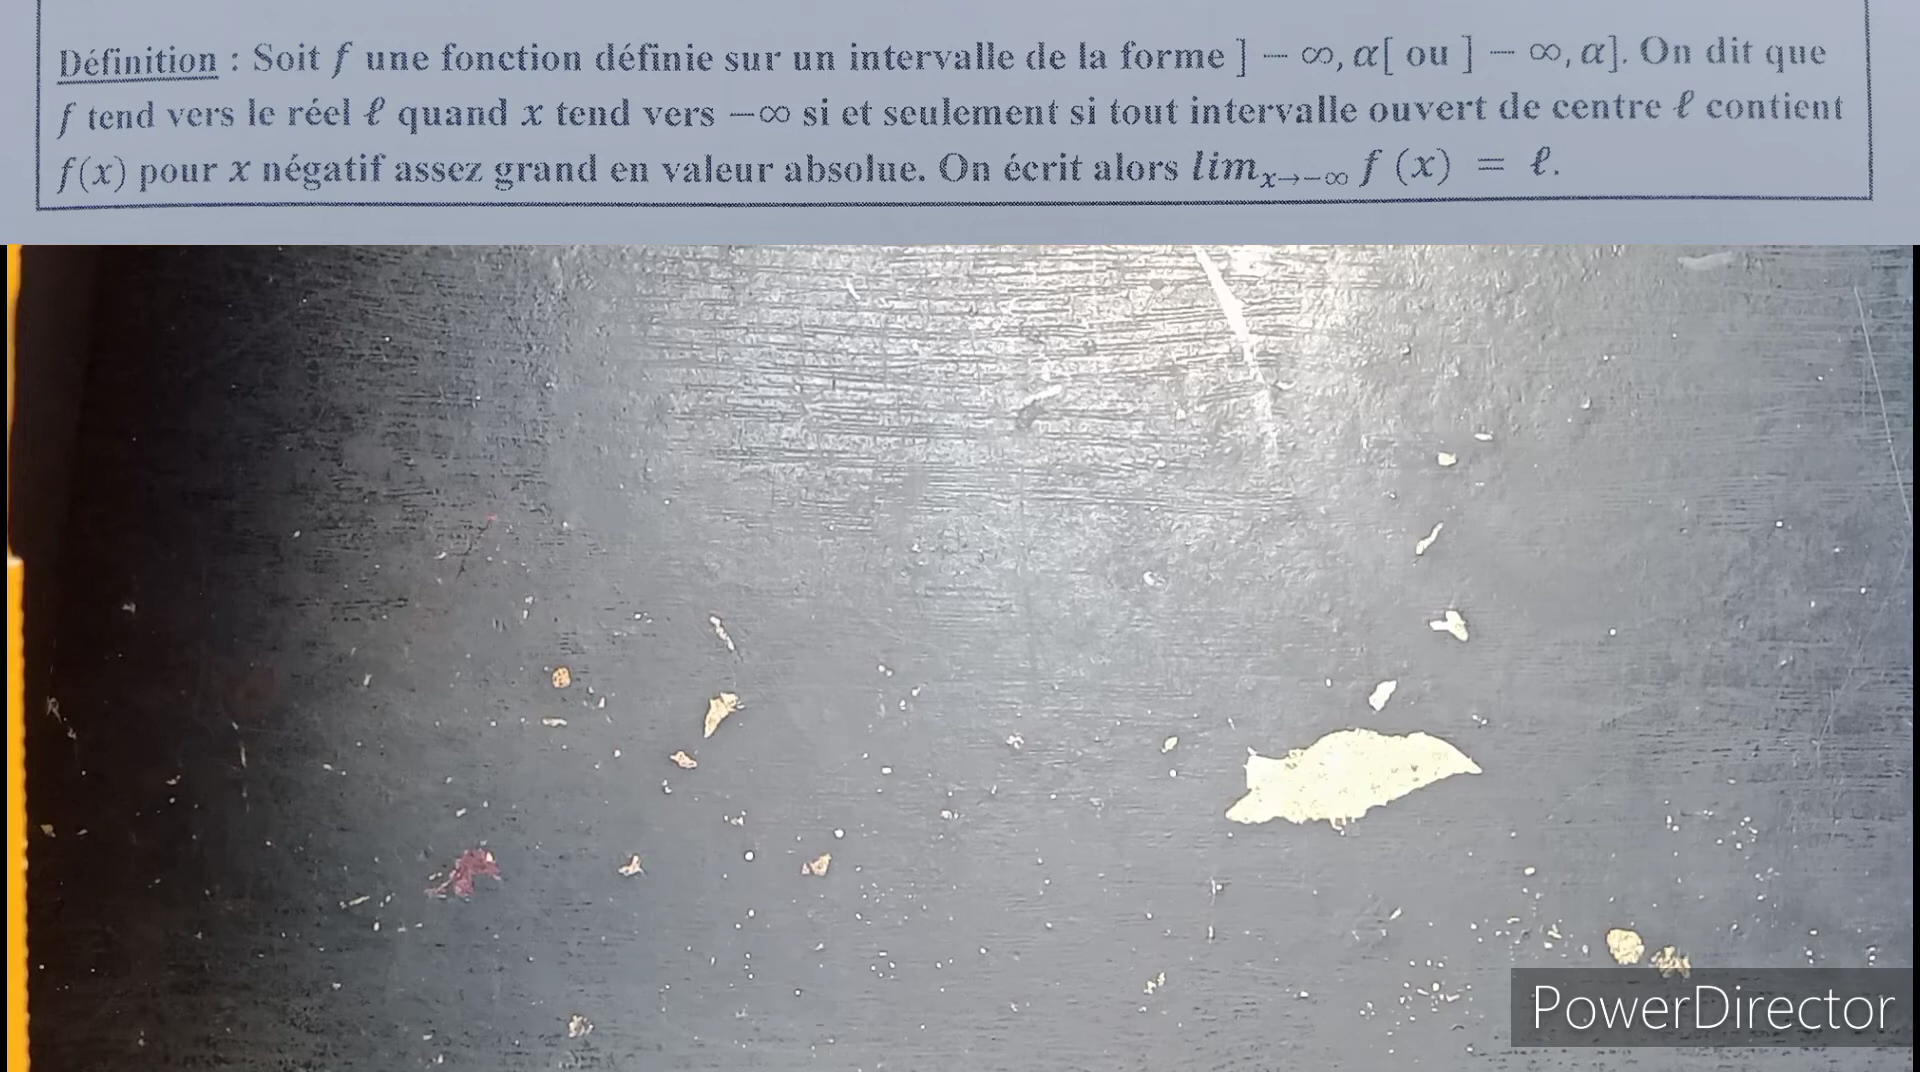 Définition : Soit f une fonction définie sur un intervalle de la forme ] − ∞, α[ ou ] − ∞, α]. On dit que
f tend vers le réel ℓ quand x tend vers −∞ si et seulement si tout intervalle ouvert de centre ℓ contient
f(x) pour x négatif assez grand en valeur absolue. On écrit alors lim_{x→−∞} f (x) = ℓ.
PowerDirector